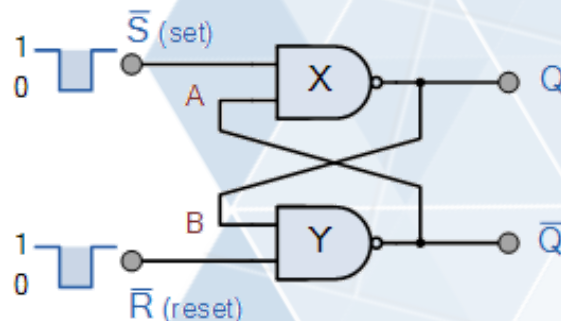 S̅ (set)
1
0
A
X
Q
B
Y
Q̅
1
0
R̅ (reset)